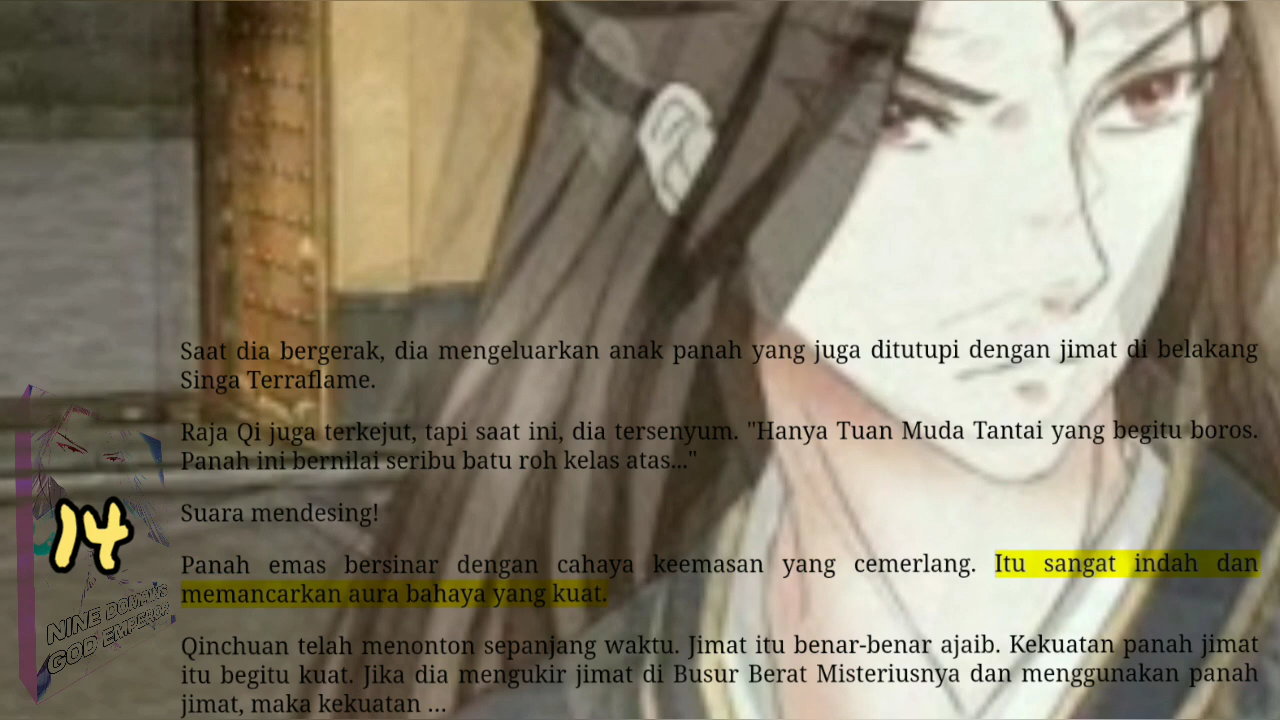 Saat dia bergerak, dia mengeluarkan anak panah yang juga ditutupi dengan jimat di belakang
Singa Terraflame.
Raja Qi juga terkejut, tapi saat ini, dia tersenyum. "Hanya Tuan Muda Tantai yang begitu boros.
Panah ini bernilai seribu batu roh kelas atas..."
Suara mendesing!
Panah emas bersinar dengan cahaya keemasan yang cemerlang. Itu sangat indah dan
memancarkan aura bahaya yang kuat.
Qinchuan telah menonton sepanjang waktu. Jimat itu benar-benar ajaib. Kekuatan panah jimat
itu begitu kuat. Jika dia mengukir jimat di Busur Berat Misteriusnya dan menggunakan panah
jimat, maka kekuatan ...
14
NINE DOMAINS
GOD EMPEROR